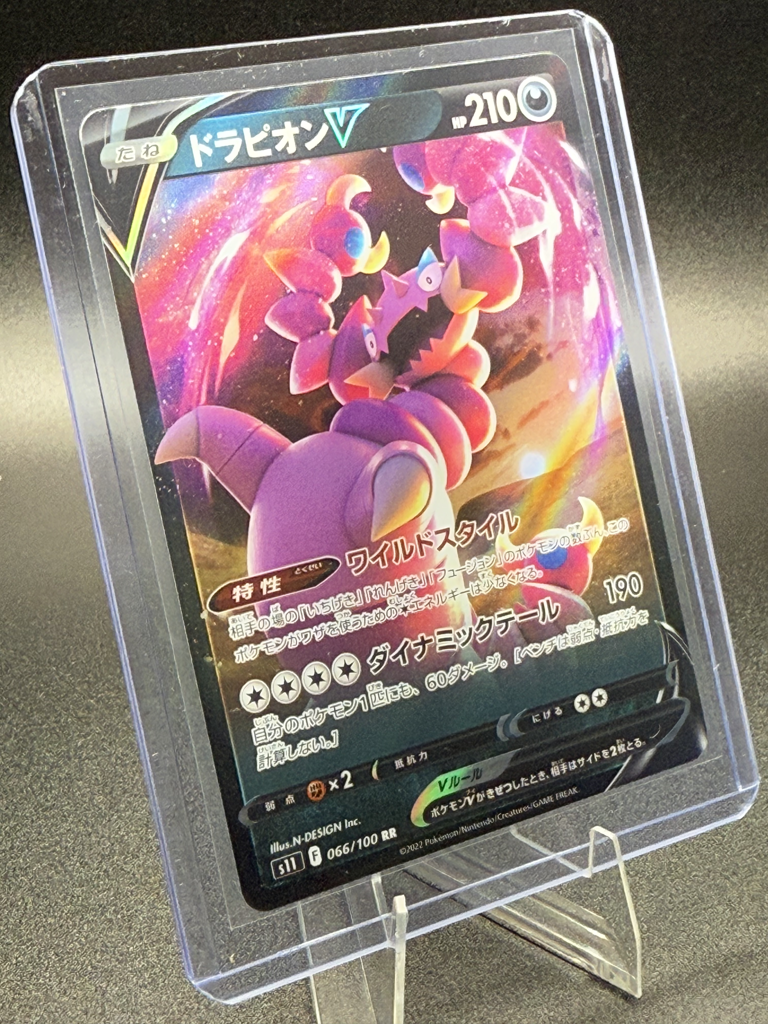 たね ドラピオンV HP 210
特性 とくせい ワイルドスタイル
相手の場の「いちげき」「れんげき」「フュージョン」のポケモンの数ぶん、この
ポケモンがワザを使うための無エネルギーは少なくなる。
ダイナミックテール 190
自分のポケモン1匹にも、60ダメージ。[ベンチは弱点・抵抗力を
計算しない。]
弱点 ×2 抵抗力 にげる
Vルール
ポケモンVがきぜつしたとき、相手はサイドを2枚とる。
Illus.N-DESIGN Inc.
s11 F 066/100 RR ©2022 Pokémon/Nintendo/Creatures/GAME FREAK.